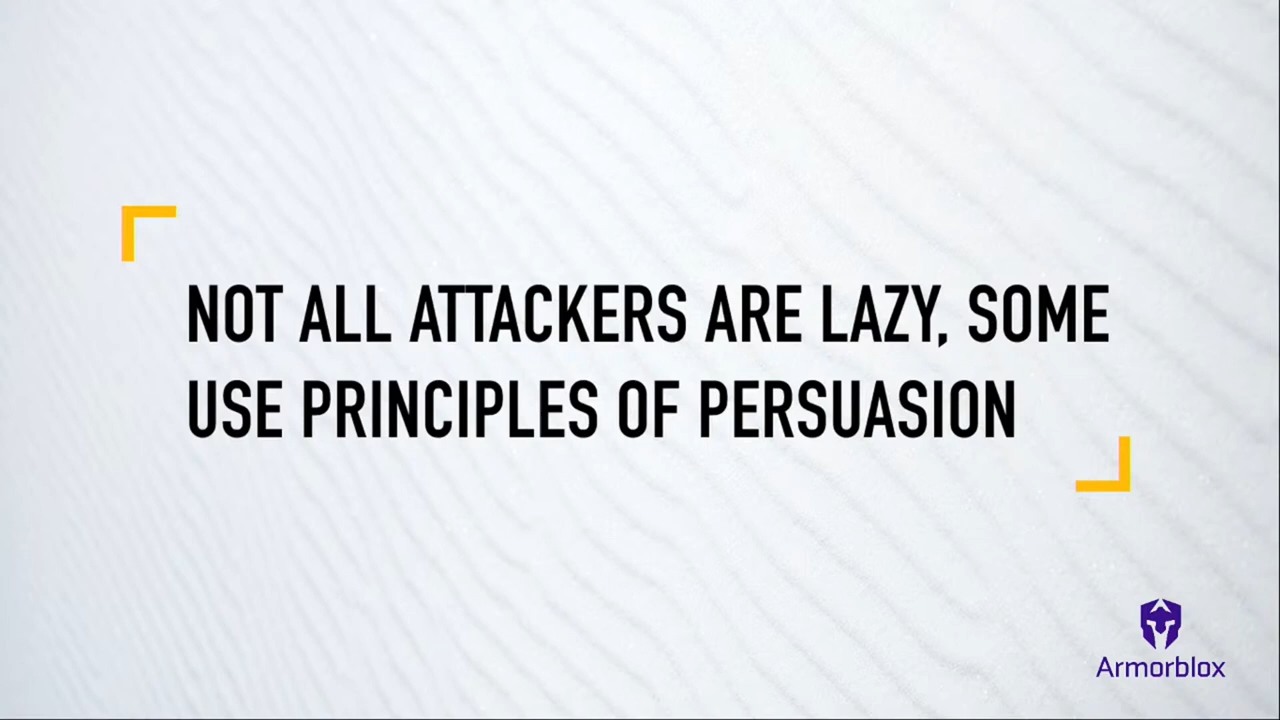 NOT ALL ATTACKERS ARE LAZY, SOME
USE PRINCIPLES OF PERSUASION
Armorblox